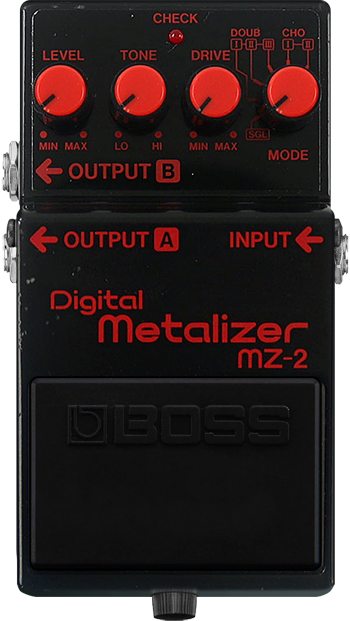 CHECK
DOUB CHO
I II III I II
LEVEL TONE DRIVE
SGL
MIN MAX LO HI MIN MAX
MODE
OUTPUT B
OUTPUT A INPUT
Digital
Metalizer
MZ-2
BOSS